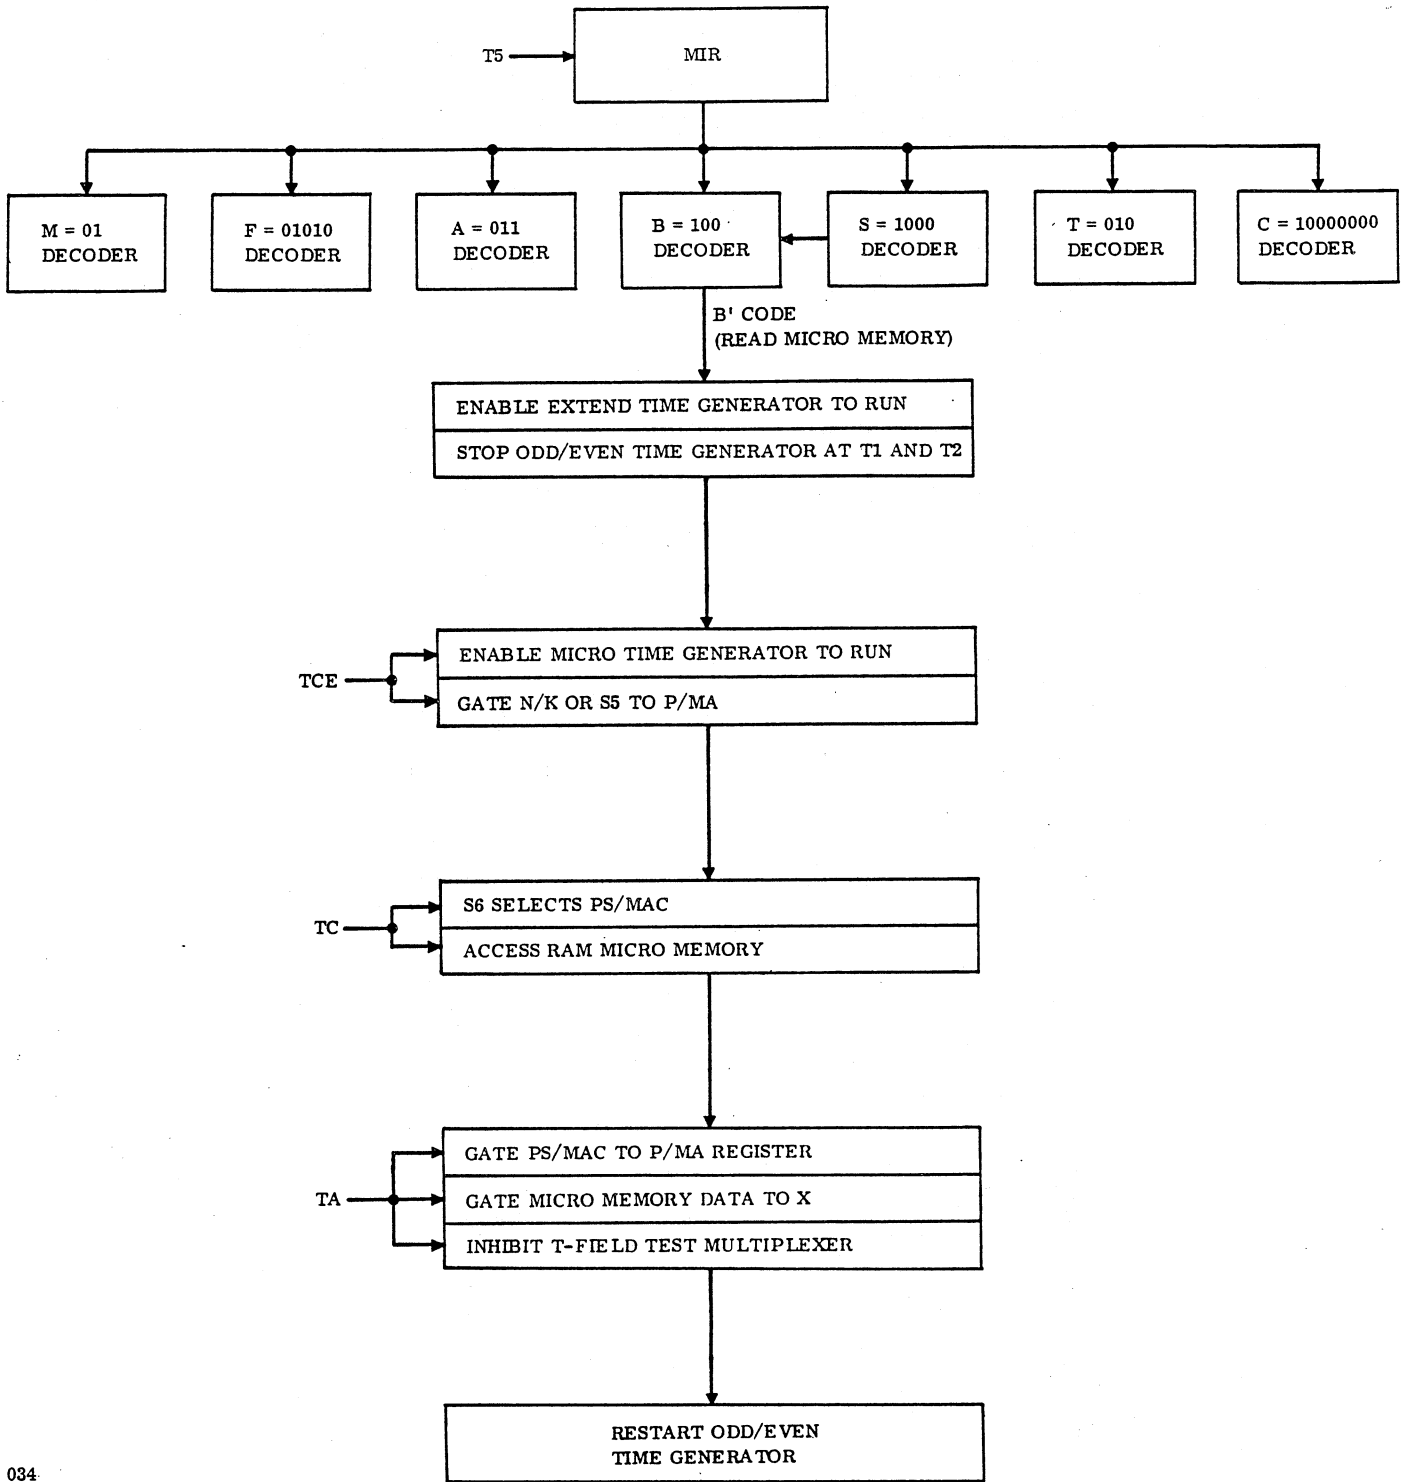 T5
MIR
M = 01
DECODER
F = 01010
DECODER
A = 011
DECODER
B = 100
DECODER
S = 1000
DECODER
T = 010
DECODER
C = 10000000
DECODER
B' CODE
(READ MICRO MEMORY)
ENABLE EXTEND TIME GENERATOR TO RUN
STOP ODD/EVEN TIME GENERATOR AT T1 AND T2
TCE
ENABLE MICRO TIME GENERATOR TO RUN
GATE N/K OR S5 TO P/MA
TC
S6 SELECTS PS/MAC
ACCESS RAM MICRO MEMORY
TA
GATE PS/MAC TO P/MA REGISTER
GATE MICRO MEMORY DATA TO X
INHIBIT T-FIELD TEST MULTIPLEXER
RESTART ODD/EVEN
TIME GENERATOR
034